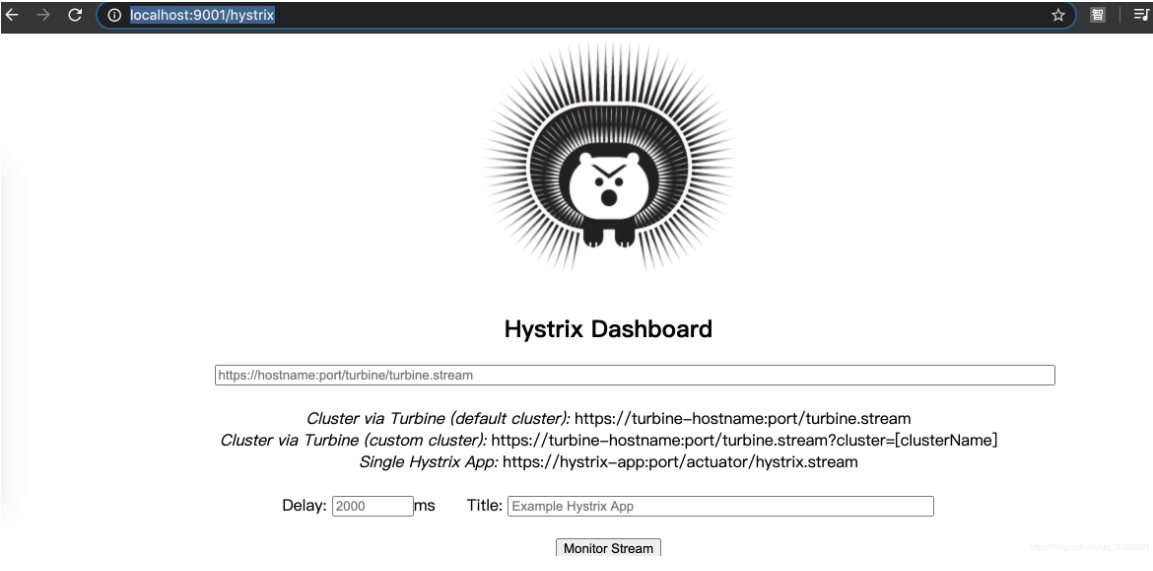 localhost:9001/hystrix
智
Hystrix Dashboard
https://hostname:port/turbine/turbine.stream
Cluster via Turbine (default cluster): https://turbine-hostname:port/turbine.stream
Cluster via Turbine (custom cluster): https://turbine-hostname:port/turbine.stream?cluster=[clusterName]
Single Hystrix App: https://hystrix-app:port/actuator/hystrix.stream
Delay: 2000 ms Title: Example Hystrix App
Monitor Stream